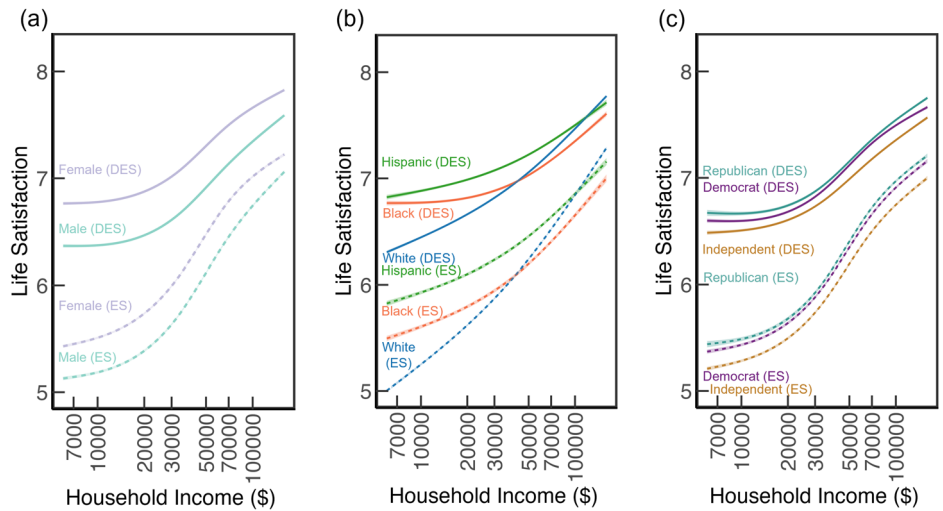 (a)
Life Satisfaction
8
7
6
5
Female (DES)
Male (DES)
Female (ES)
Male (ES)
7000
10000
20000
30000
50000
70000
100000
Household Income ($)
(b)
Life Satisfaction
8
7
6
5
Hispanic (DES)
Black (DES)
White (DES)
Hispanic (ES)
Black (ES)
White
(ES)
7000
10000
20000
30000
50000
70000
100000
Household Income ($)
(c)
Life Satisfaction
8
7
6
5
Republican (DES)
Democrat (DES)
Independent (DES)
Republican (ES)
Democrat (ES)
Independent (ES)
7000
10000
20000
30000
50000
70000
100000
Household Income ($)